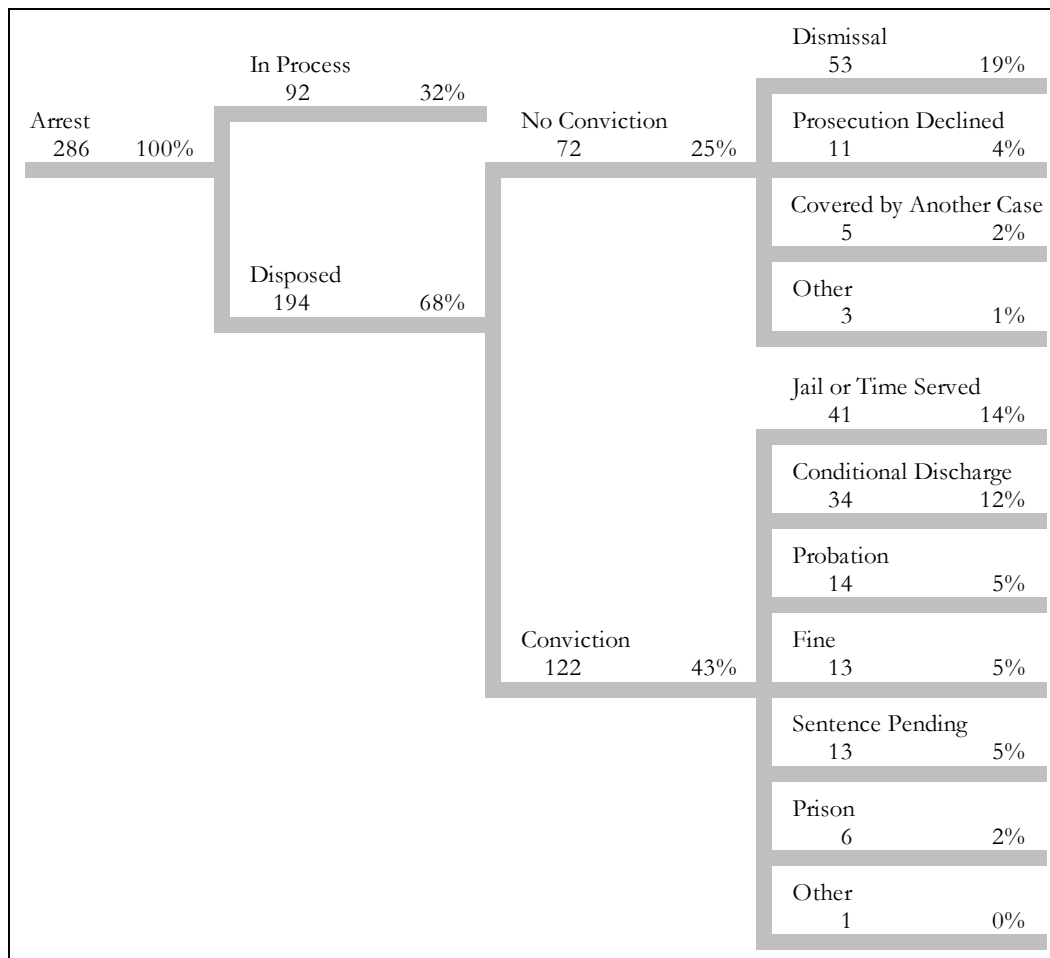 Arrest
286 100%
In Process
92 32%
Disposed
194 68%
No Conviction
72 25%
Conviction
122 43%
Dismissal
53 19%
Prosecution Declined
11 4%
Covered by Another Case
5 2%
Other
3 1%
Jail or Time Served
41 14%
Conditional Discharge
34 12%
Probation
14 5%
Fine
13 5%
Sentence Pending
13 5%
Prison
6 2%
Other
1 0%